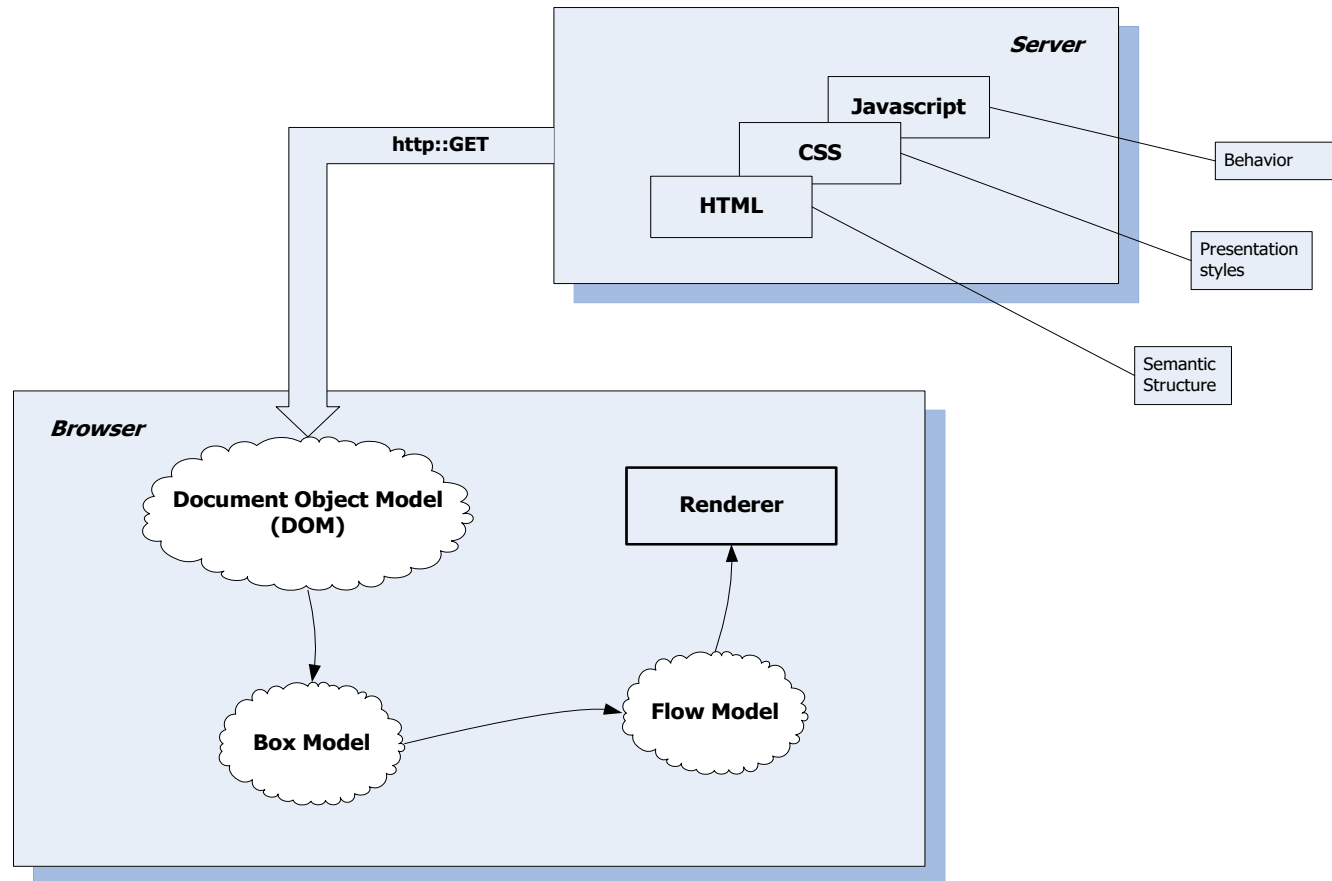 Server
Javascript
http::GET
CSS
Behavior
HTML
Presentation
styles
Semantic
Structure
Browser
Document Object Model
(DOM)
Renderer
Flow Model
Box Model